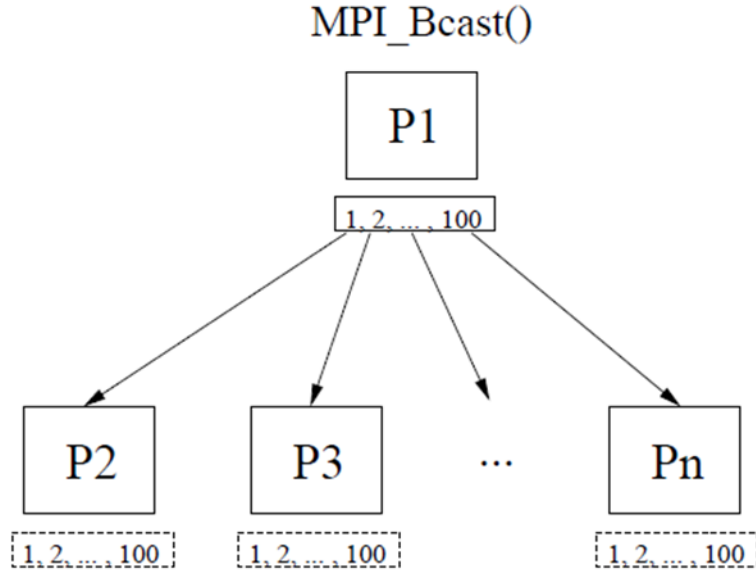 MPI_Bcast()
P1
1, 2, ... , 100
P2 P3 ... Pn
1, 2, ... , 100 1, 2, ... , 100 1, 2, ... , 100